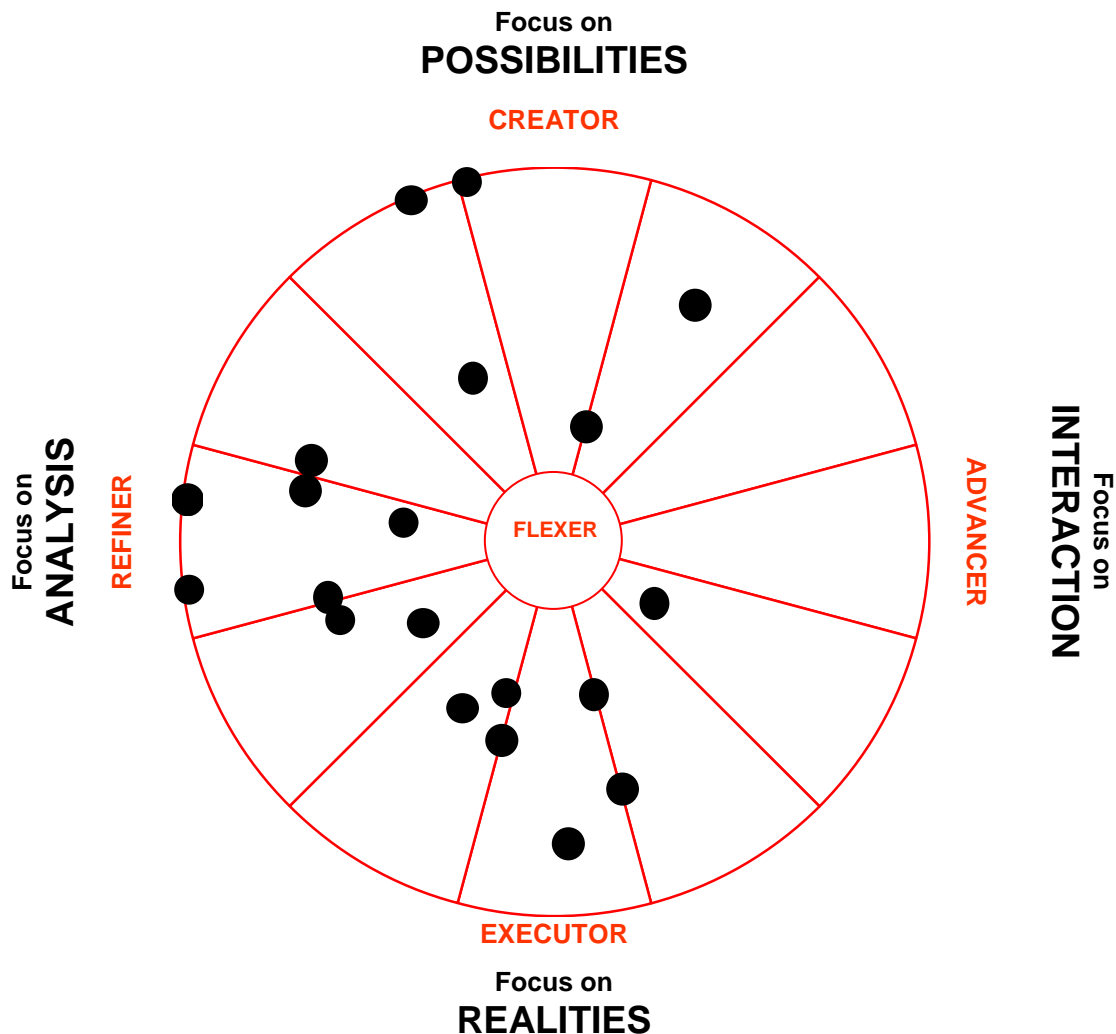 Focus on
POSSIBILITIES
CREATOR
Focus on
ANALYSIS
REFINER
FLEXER
ADVANCER
Focus on
INTERACTION
EXECUTOR
Focus on
REALITIES